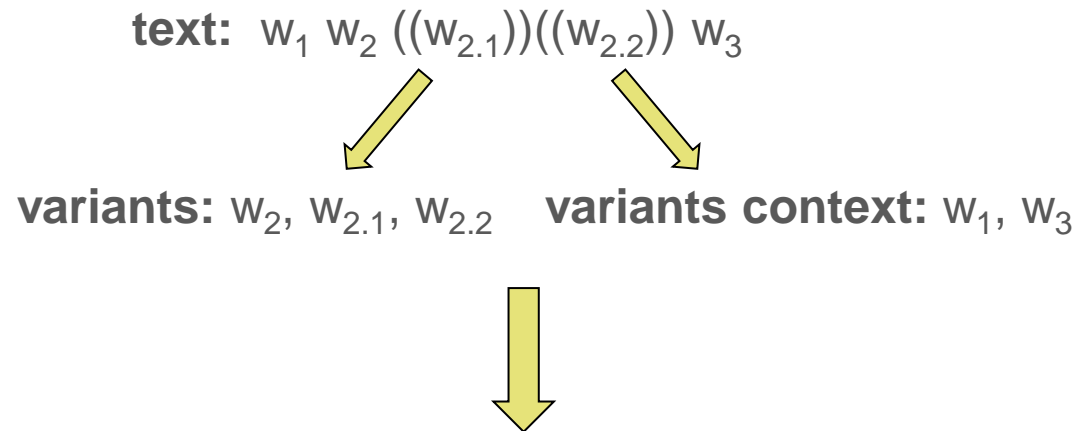 text: w₁ w₂ ((w₂.₁))((w₂.₂)) w₃
variants: w₂, w₂.₁, w₂.₂ variants context: w₁, w₃